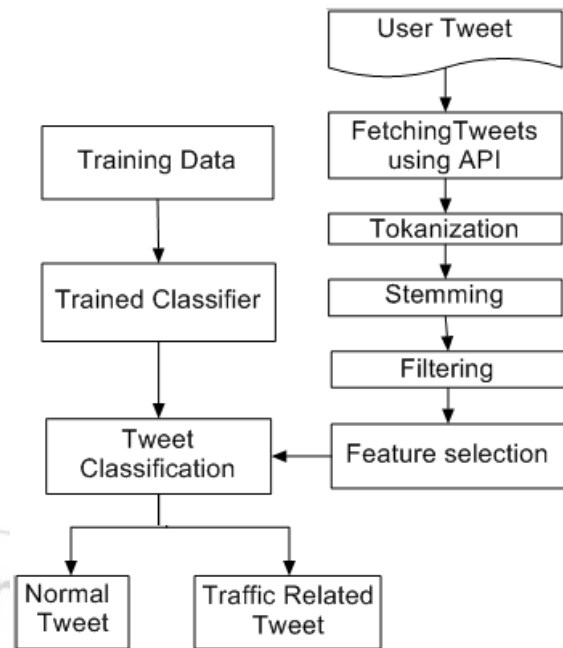 User Tweet
FetchingTweets
using API
Tokanization
Stemming
Filtering
Feature selection
Training Data
Trained Classifier
Tweet
Classification
Normal
Tweet
Traffic Related
Tweet